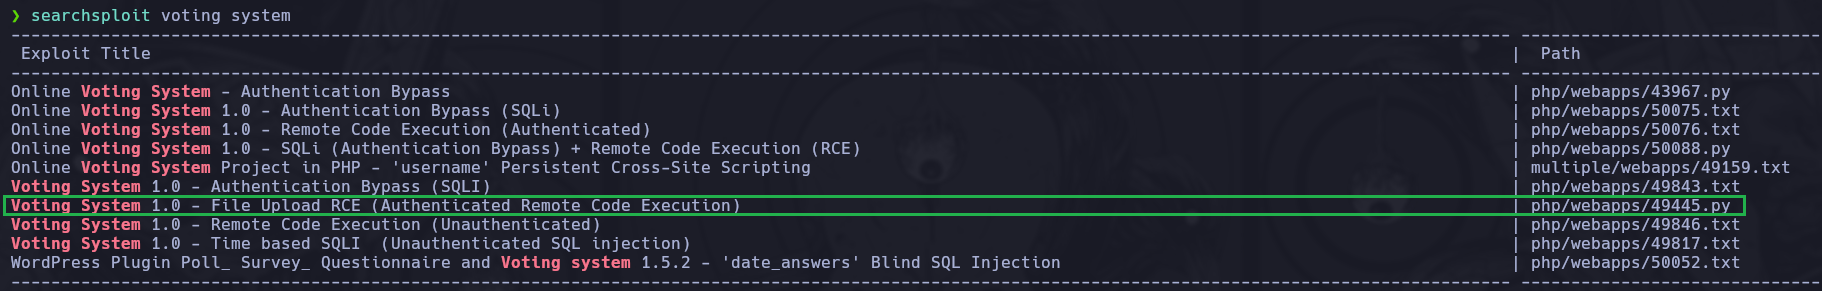 ❯ searchsploit voting system
------------------------------------------------------------------------------------------------------------------------------------------------------ ------------------------------
Exploit Title | Path
------------------------------------------------------------------------------------------------------------------------------------------------------ ------------------------------
Online Voting System - Authentication Bypass | php/webapps/43967.py
Online Voting System 1.0 - Authentication Bypass (SQLi) | php/webapps/50075.txt
Online Voting System 1.0 - Remote Code Execution (Authenticated) | php/webapps/50076.txt
Online Voting System 1.0 - SQLi (Authentication Bypass) + Remote Code Execution (RCE) | php/webapps/50088.py
Online Voting System Project in PHP - 'username' Persistent Cross-Site Scripting | multiple/webapps/49159.txt
Voting System 1.0 - Authentication Bypass (SQLI) | php/webapps/49843.txt
Voting System 1.0 - File Upload RCE (Authenticated Remote Code Execution) | php/webapps/49445.py
Voting System 1.0 - Remote Code Execution (Unauthenticated) | php/webapps/49846.txt
Voting System 1.0 - Time based SQLI  (Unauthenticated SQL injection) | php/webapps/49817.txt
WordPress Plugin Poll_ Survey_ Questionnaire and Voting system 1.5.2 - 'date_answers' Blind SQL Injection | php/webapps/50052.txt
------------------------------------------------------------------------------------------------------------------------------------------------------ ------------------------------